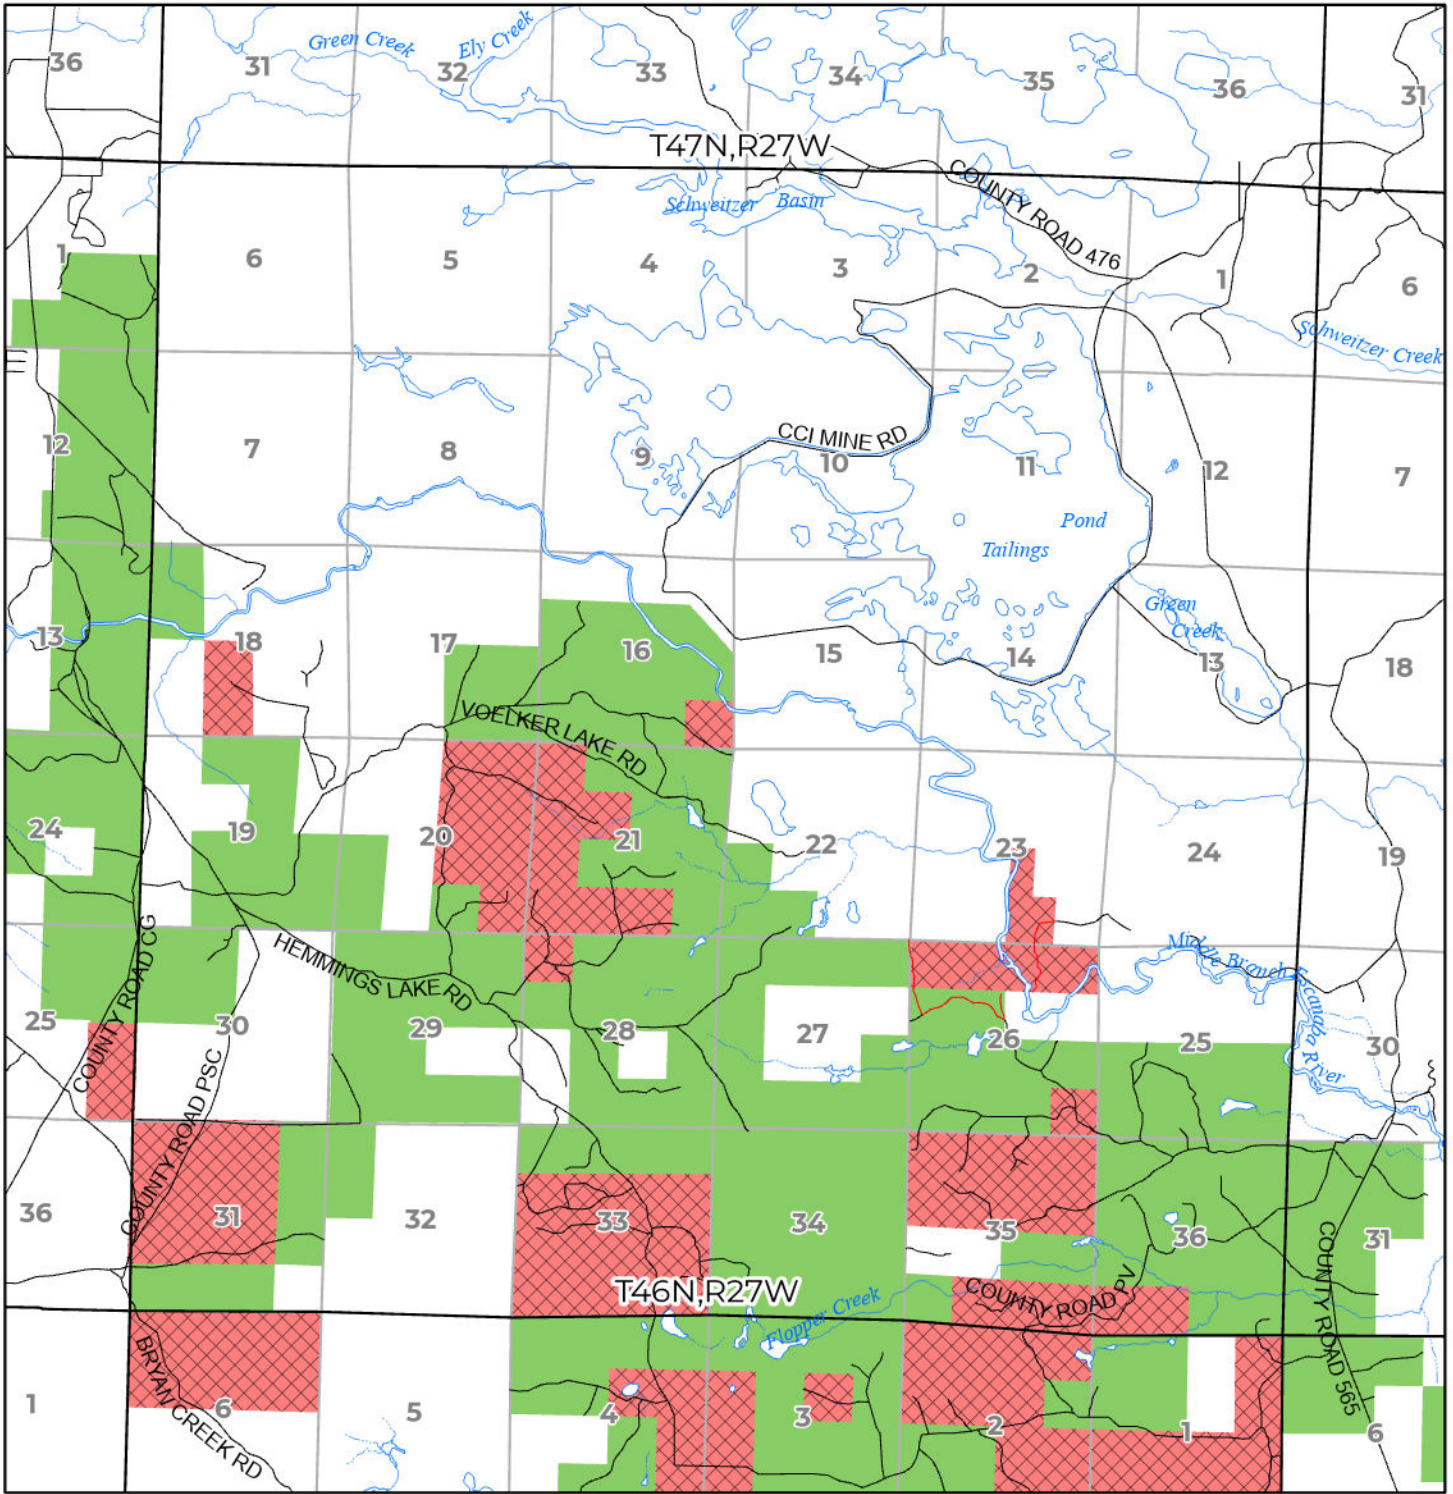 36 31 Green Creek 32 Ely Creek 33 34 35 36 31
T47N,R27W
COUNTY ROAD 476
Schweitzer Basin
1 6 5 4 3 2 1 6
Schweitzer Creek
12 7 8 9 CCI MINE RD 10 11 12 7
Pond
Tailings
Green
Creek
13 18 17 16 15 14 13 18
VOELKER LAKE RD
24 19 20 21 22 23 24 19
COUNTY ROAD CG
HEMMINGS LAKE RD
Middle Branch Escanaba River
25 30 29 28 27 26 25 30
COUNTY ROAD PSC
36 31 32 33 34 35 36 31
T46N,R27W
Flopper Creek
COUNTY ROAD PV
COUNTY ROAD 565
BRYAN CREEK RD
1 6 5 4 3 2 1 6